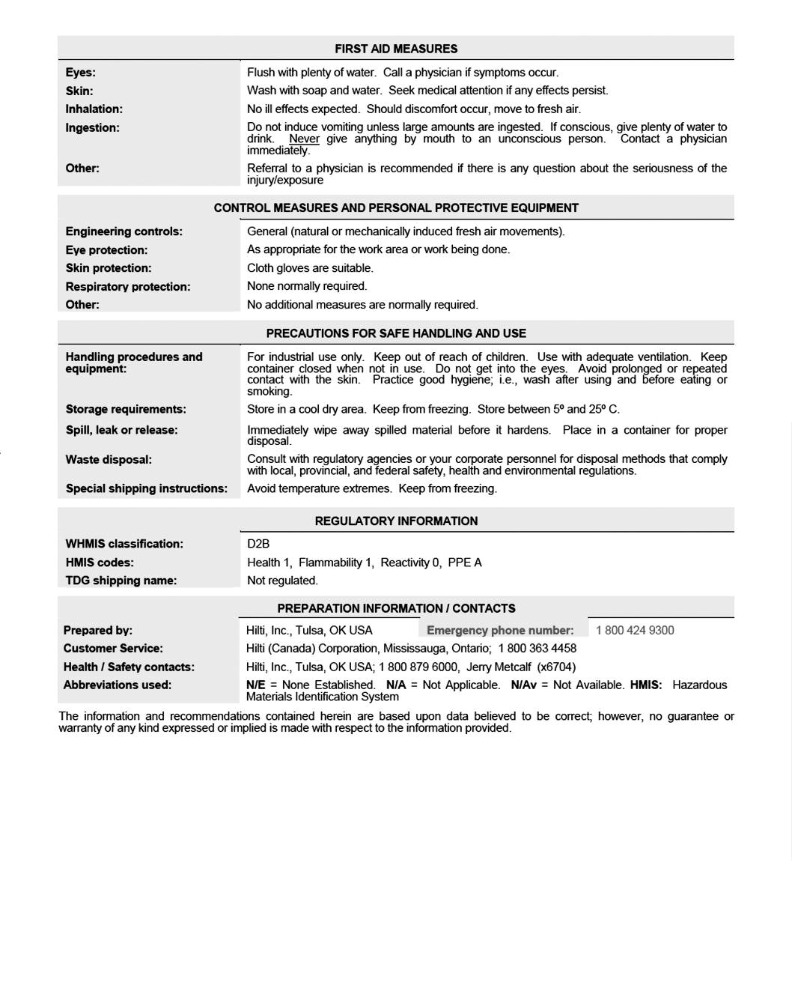 FIRST AID MEASURES
Eyes: Flush with plenty of water. Call a physician if symptoms occur.
Skin: Wash with soap and water. Seek medical attention if any effects persist.
Inhalation: No ill effects expected. Should discomfort occur, move to fresh air.
Ingestion: Do not induce vomiting unless large amounts are ingested. If conscious, give plenty of water to
drink. Never give anything by mouth to an unconscious person. Contact a physician
immediately.
Other: Referral to a physician is recommended if there is any question about the seriousness of the
injury/exposure
CONTROL MEASURES AND PERSONAL PROTECTIVE EQUIPMENT
Engineering controls: General (natural or mechanically induced fresh air movements).
Eye protection: As appropriate for the work area or work being done.
Skin protection: Cloth gloves are suitable.
Respiratory protection: None normally required.
Other: No additional measures are normally required.
PRECAUTIONS FOR SAFE HANDLING AND USE
Handling procedures and For industrial use only. Keep out of reach of children. Use with adequate ventilation. Keep
equipment: container closed when not in use. Do not get into the eyes. Avoid prolonged or repeated
contact with the skin. Practice good hygiene; i.e., wash after using and before eating or
smoking.
Storage requirements: Store in a cool dry area. Keep from freezing. Store between 5º and 25º C.
Spill, leak or release: Immediately wipe away spilled material before it hardens. Place in a container for proper
disposal.
Waste disposal: Consult with regulatory agencies or your corporate personnel for disposal methods that comply
with local, provincial, and federal safety, health and environmental regulations.
Special shipping instructions: Avoid temperature extremes. Keep from freezing.
REGULATORY INFORMATION
WHMIS classification: D2B
HMIS codes: Health 1, Flammability 1, Reactivity 0, PPE A
TDG shipping name: Not regulated.
PREPARATION INFORMATION / CONTACTS
Prepared by: Hilti, Inc., Tulsa, OK USA Emergency phone number: 1 800 424 9300
Customer Service: Hilti (Canada) Corporation, Mississauga, Ontario; 1 800 363 4458
Health / Safety contacts: Hilti, Inc., Tulsa, OK USA; 1 800 879 6000, Jerry Metcalf (x6704)
Abbreviations used: N/E = None Established. N/A = Not Applicable. N/Av = Not Available. HMIS: Hazardous
Materials Identification System
The information and recommendations contained herein are based upon data believed to be correct; however, no guarantee or
warranty of any kind expressed or implied is made with respect to the information provided.